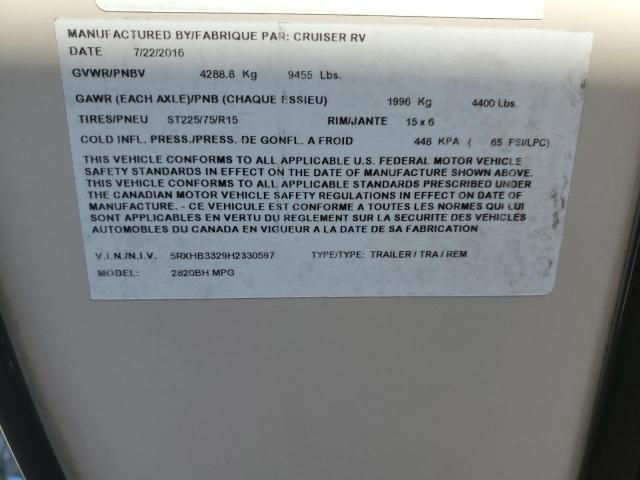 MANUFACTURED BY/FABRIQUE PAR: CRUISER RV
DATE 7/22/2016
GVWR/PNBV 4288.8 Kg 9455 Lbs.
GAWR (EACH AXLE)/PNB (CHAQUE ESSIEU) 1996 Kg 4400 Lbs.
TIRES/PNEU ST225/75/R15 RIM/JANTE 15 x 6
COLD INFL. PRESS./PRESS. DE GONFL. A FROID 448 KPA ( 65 PSI/LPC)
THIS VEHICLE CONFORMS TO ALL APPLICABLE U.S. FEDERAL MOTOR VEHICLE
SAFETY STANDARDS IN EFFECT ON THE DATE OF MANUFACTURE SHOWN ABOVE.
THIS VEHICLE CONFORMS TO ALL APPLICABLE STANDARDS PRESCRIBED UNDER
THE CANADIAN MOTOR VEHICLE SAFETY REGULATIONS IN EFFECT ON DATE OF
MANUFACTURE. - CE VEHICULE EST CONFORME A TOUTES LES NORMES QUI LUI
SONT APPLICABLES EN VERTU DU REGLEMENT SUR LA SECURITE DES VEHICLES
AUTOMOBILES DU CANADA EN VIGUEUR A LA DATE DE SA FABRICATION
V.I.N./N.I.V. 5RXHB3329H2330597 TYPE/TYPE: TRAILER / TRA / REM
MODEL: 2820BH MPG